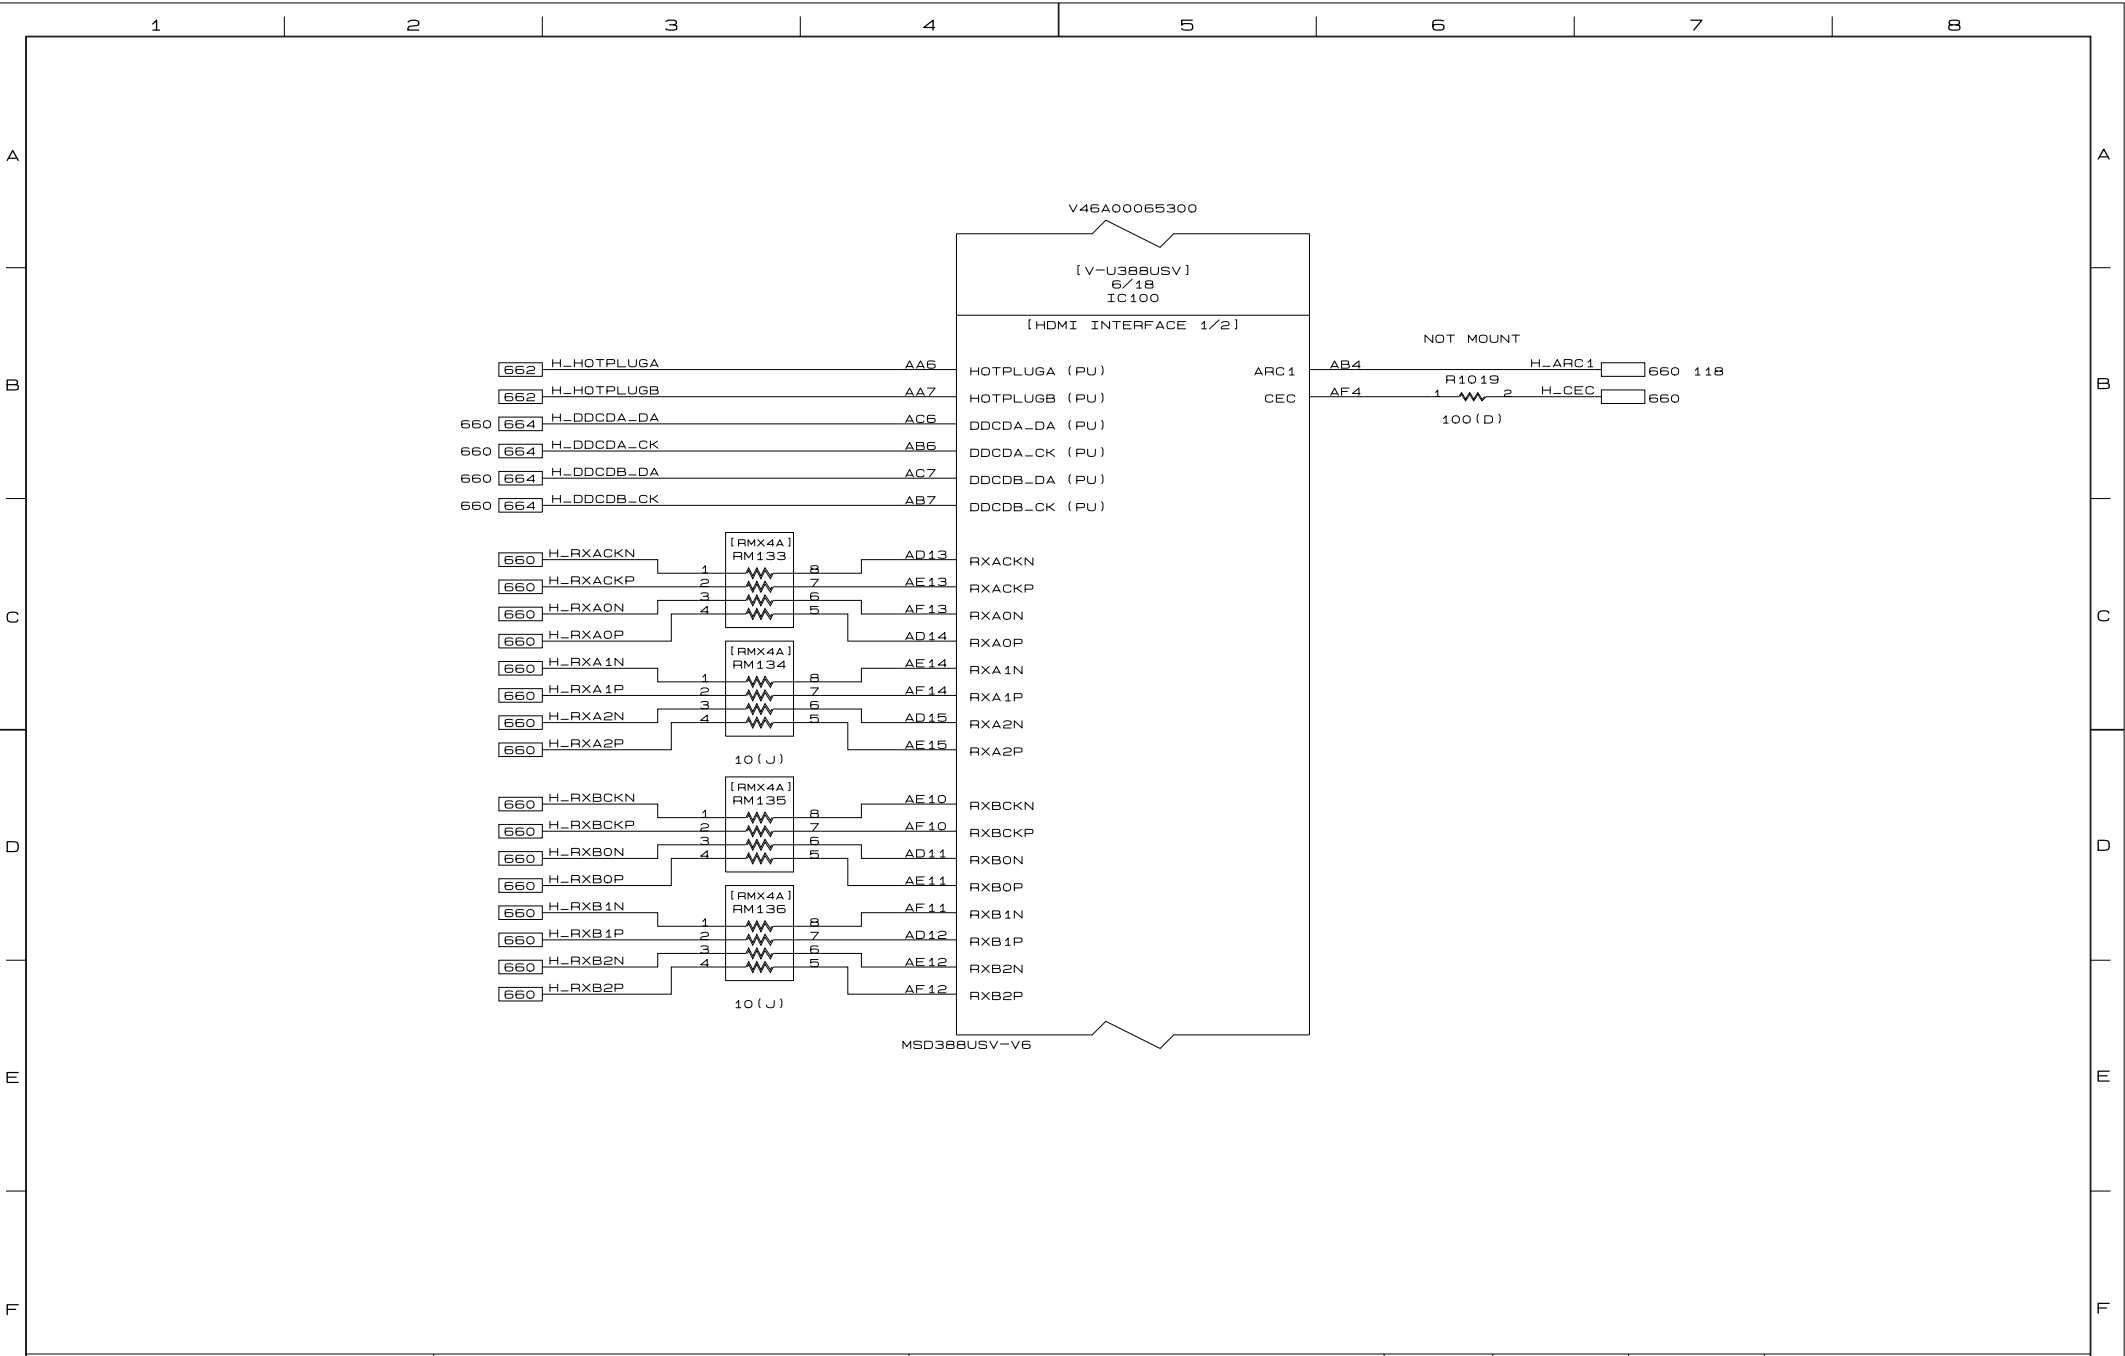 1 2 3 4 5 6 7 8
A A
V46A00065300
[V-U388USV]
6/18
IC100
[HDMI INTERFACE 1/2]
NOT MOUNT
662 H_HOTPLUGA AA6 HOTPLUGA (PU) ARC1 AB4 H_ARC1 660 118
B B
R1019
662 H_HOTPLUGB AA7 HOTPLUGB (PU) CEC AF4 1 2 H_CEC 660
100(D)
660 664 H_DDCDA_DA AC6 DDCDA_DA (PU)
660 664 H_DDCDA_CK AB6 DDCDA_CK (PU)
660 664 H_DDCDB_DA AC7 DDCDB_DA (PU)
660 664 H_DDCDB_CK AB7 DDCDB_CK (PU)
[RMX4A]
RM133
660 H_RXACKN 1 8 AD13 RXACKN
660 H_RXACKP 2 7 AE13 RXACKP
660 H_RXA0N 3 6 AF13 RXA0N
C C
660 H_RXA0P 4 5 AD14 RXA0P
[RMX4A]
RM134
660 H_RXA1N 1 8 AE14 RXA1N
660 H_RXA1P 2 7 AF14 RXA1P
660 H_RXA2N 3 6 AD15 RXA2N
660 H_RXA2P 4 5 AE15 RXA2P
10(J)
[RMX4A]
RM135
660 H_RXBCKN 1 8 AE10 RXBCKN
660 H_RXBCKP 2 7 AF10 RXBCKP
D D
660 H_RXB0N 3 6 AD11 RXB0N
660 H_RXB0P 4 5 AE11 RXB0P
[RMX4A]
RM136
660 H_RXB1N 1 8 AF11 RXB1N
660 H_RXB1P 2 7 AD12 RXB1P
660 H_RXB2N 3 6 AE12 RXB2N
660 H_RXB2P 4 5 AF12 RXB2P
10(J)
MSD388USV-V6
E E
F F